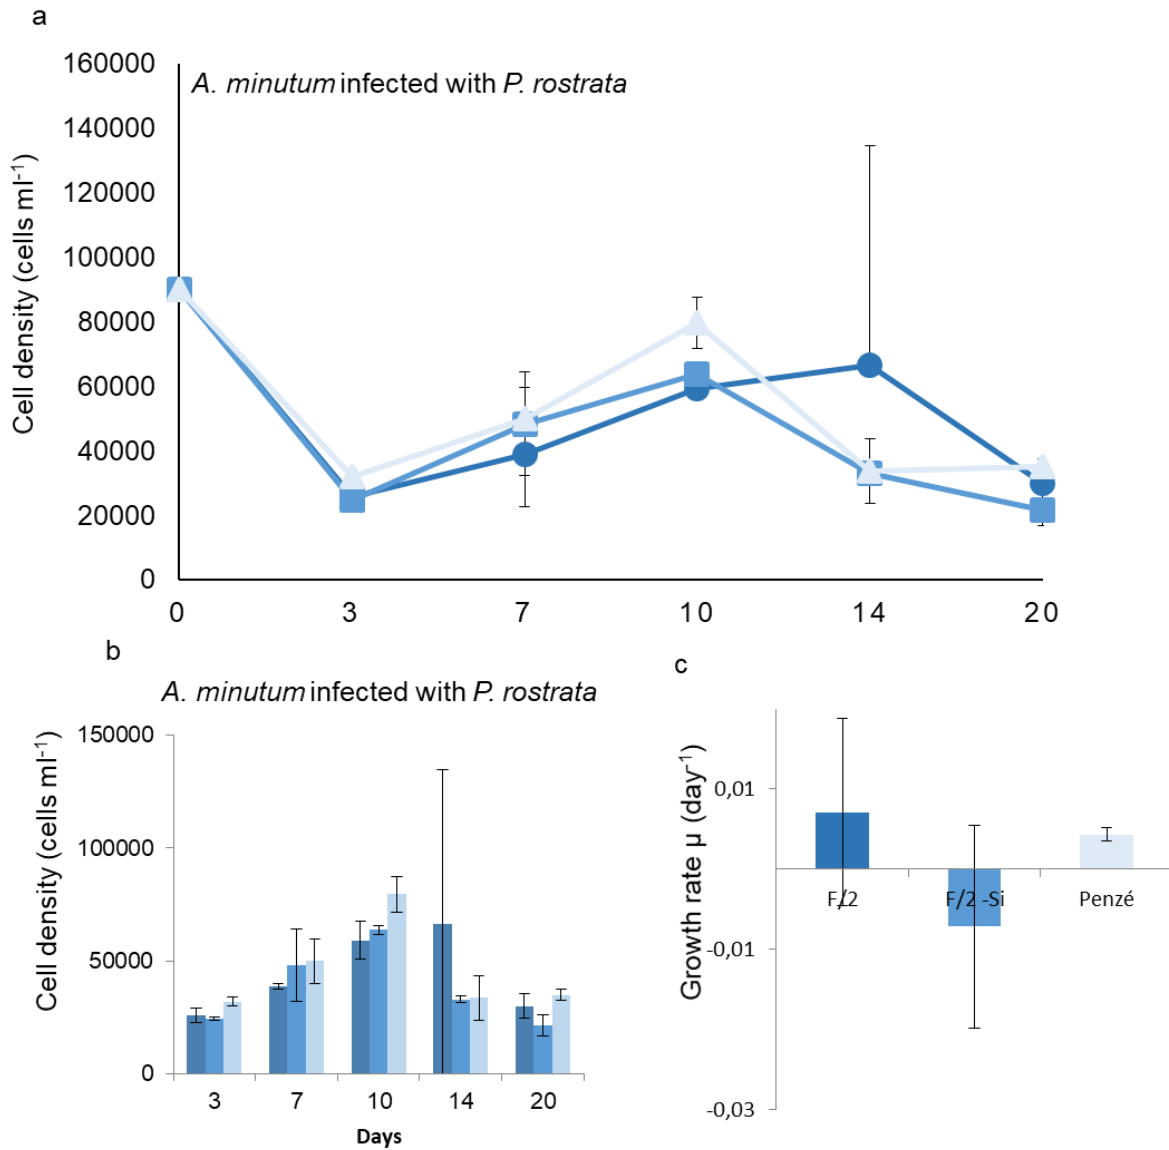 a
160000
A. minutum infected with P. rostrata
140000
120000
100000
80000
60000
40000
20000
0
Cell density (cells ml⁻¹)
0 3 7 10 14 20
b
A. minutum infected with P. rostrata
150000
100000
50000
0
Cell density (cells ml⁻¹)
3 7 10 14 20
Days
c
Growth rate µ (day⁻¹)
0,01
-0,01
-0,03
F/2 F/2 -Si Penzé